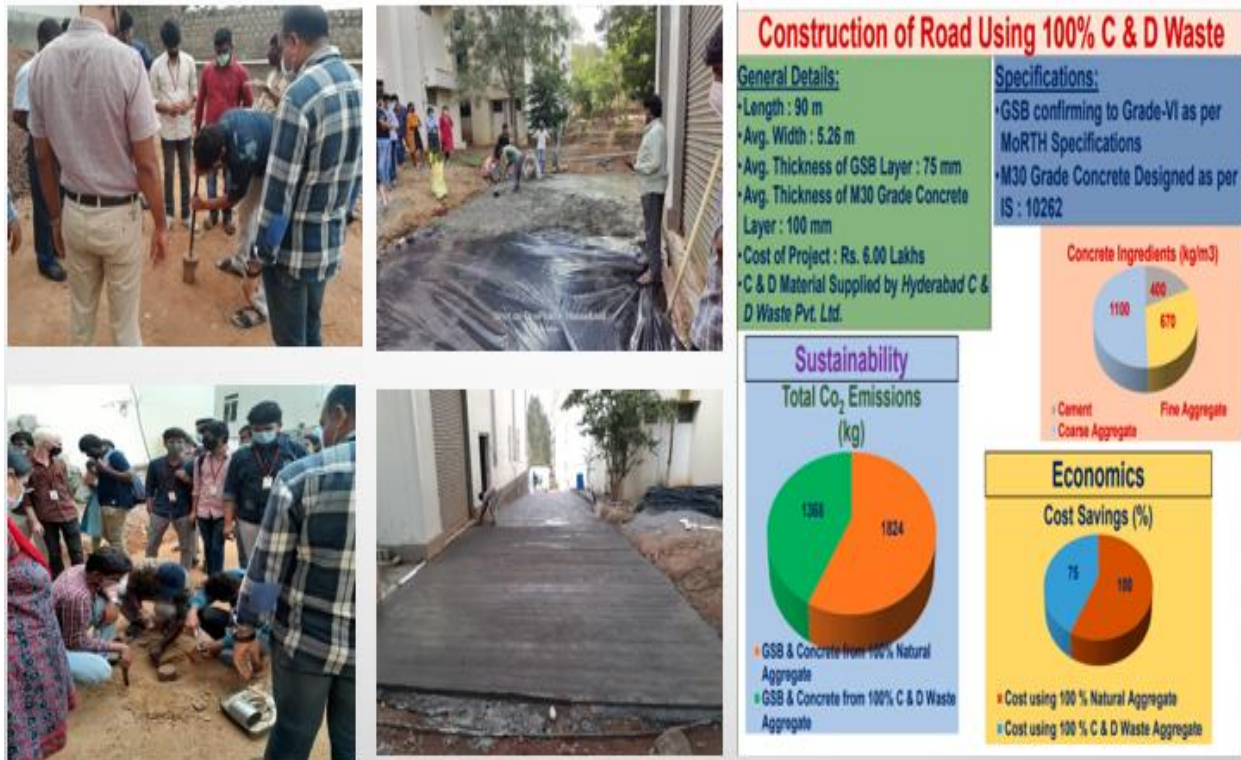 Construction of Road Using 100% C & D Waste
General Details:
•Length : 90 m
•Avg. Width : 5.26 m
•Avg. Thickness of GSB Layer : 75 mm
•Avg. Thickness of M30 Grade Concrete
Layer : 100 mm
•Cost of Project : Rs. 6.00 Lakhs
•C & D Material Supplied by Hyderabad C &
D Waste Pvt. Ltd.
Specifications:
•GSB confirming to Grade-VI as per
MoRTH Specifications
•M30 Grade Concrete Designed as per
IS : 10262
Concrete Ingredients (kg/m3)
400
1100
670
Cement
Fine Aggregate
Coarse Aggregate
Sustainability
Total Co₂ Emissions
(kg)
1368
1824
GSB & Concrete from 100% Natural
Aggregate
GSB & Concrete from 100% C & D Waste
Aggregate
Economics
Cost Savings (%)
75
100
Cost using 100 % Natural Aggregate
Cost using 100 % C & D Waste Aggregate